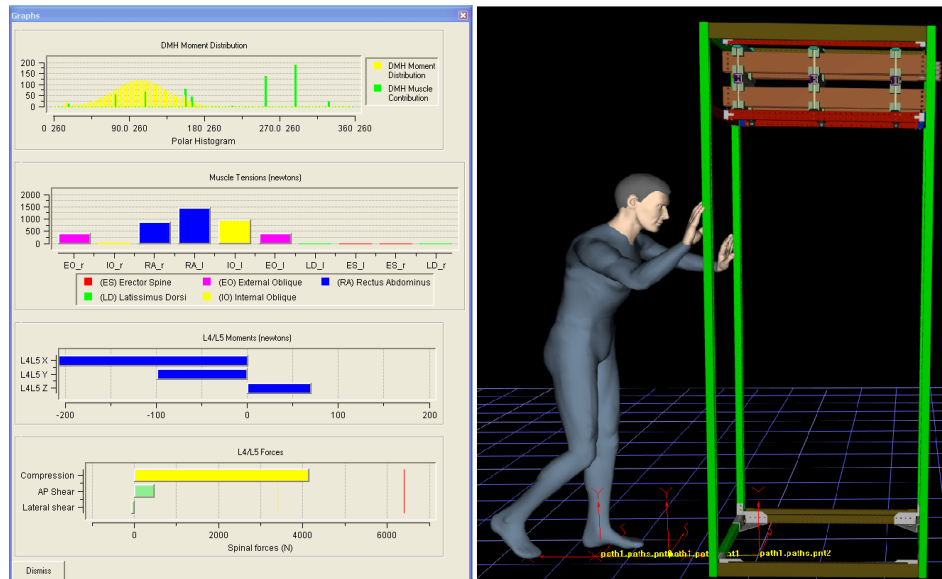 Graphs
DMH Moment Distribution
200
150
100
50
0
DMH Moment
Distribution
DMH Muscle
Contribution
0 260 90.0 260 180 260 270.0 260 360 260
Polar Histogram
Muscle Tensions (newtons)
2000
1500
1000
500
0
EO_r IO_r RA_r RA_l IO_l EO_l LD_l ES_l ES_r LD_r
(ES) Erector Spine (EO) External Oblique (RA) Rectus Abdominus
(LD) Latissimus Dorsi (IO) Internal Oblique
L4/L5 Moments (newtons)
L4L5 X
L4L5 Y
L4L5 Z
-200 -100 0 100 200
L4/L5 Forces
Compression
AP Shear
Lateral shear
0 2000 4000 6000
Spinal forces (N)
Dismiss
path1.paths.pnt2